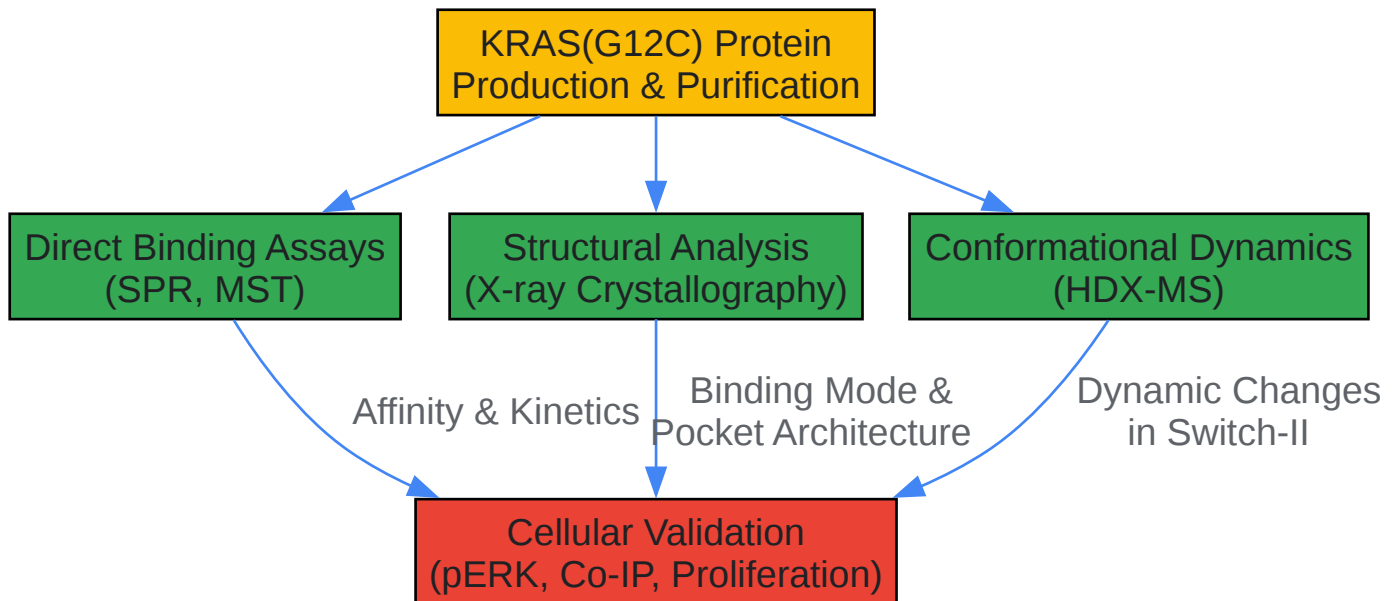 KRAS(G12C) Protein
Production & Purification
Direct Binding Assays
(SPR, MST)
Structural Analysis
(X-ray Crystallography)
Conformational Dynamics
(HDX-MS)
Affinity & Kinetics
Binding Mode &
Pocket Architecture
Dynamic Changes
in Switch-II
Cellular Validation
(pERK, Co-IP, Proliferation)